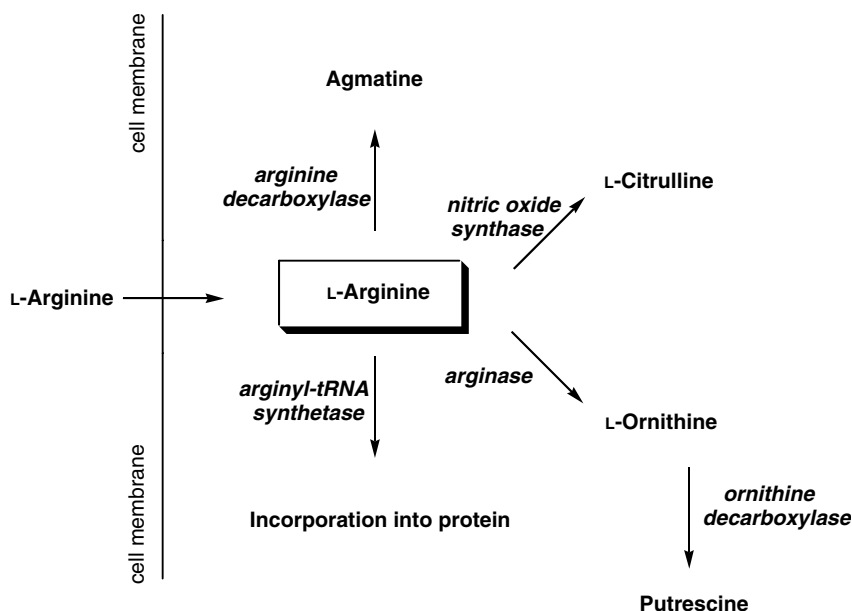 cell membrane
Agmatine
arginine
decarboxylase
L-Citrulline
nitric oxide
synthase
L-Arginine
L-Arginine
arginyl-tRNA
synthetase
arginase
L-Ornithine
cell membrane
Incorporation into protein
ornithine
decarboxylase
Putrescine